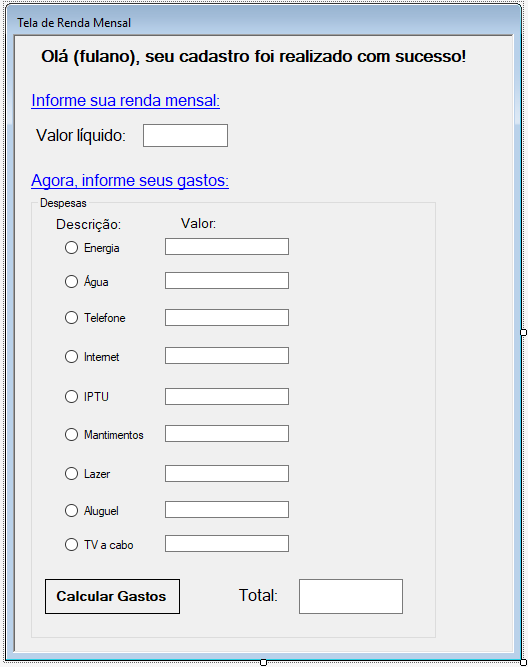 Tela de Renda Mensal
Olá (fulano), seu cadastro foi realizado com sucesso!
Informe sua renda mensal:
Valor líquido:
Agora, informe seus gastos:
Despesas
Descrição: Valor:
Energia
Água
Telefone
Internet
IPTU
Mantimentos
Lazer
Aluguel
TV a cabo
Calcular Gastos Total: